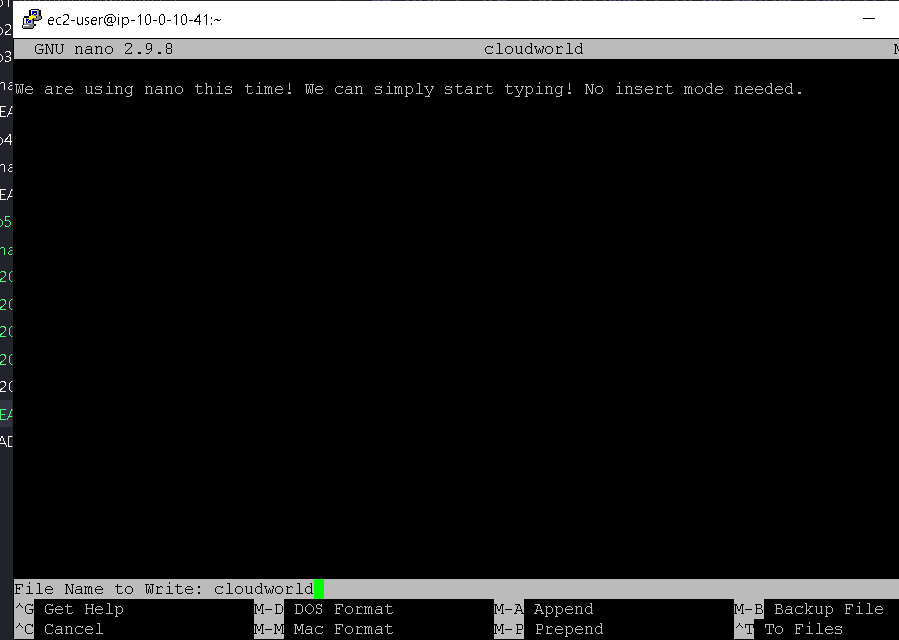 ec2-user@ip-10-0-10-41:~
GNU nano 2.9.8 cloudworld
We are using nano this time! We can simply start typing! No insert mode needed.
File Name to Write: cloudworld
^G Get Help M-D DOS Format M-A Append M-B Backup File
^C Cancel M-M Mac Format M-P Prepend ^T To Files